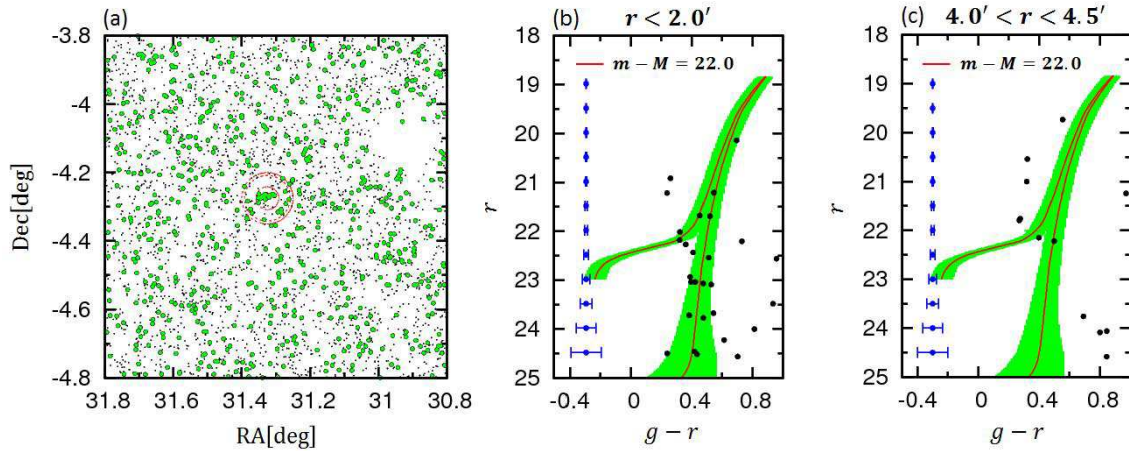 (a)
-3.8
-4
-4.2
-4.4
-4.6
-4.8
Dec[deg]
31.8 31.6 31.4 31.2 31 30.8
RA[deg]
(b) r < 2.0′
m − M = 22.0
18
19
20
21
22
23
24
25
r
-0.4 0 0.4 0.8
g − r
(c) 4.0′ < r < 4.5′
m − M = 22.0
18
19
20
21
22
23
24
25
r
-0.4 0 0.4 0.8
g − r